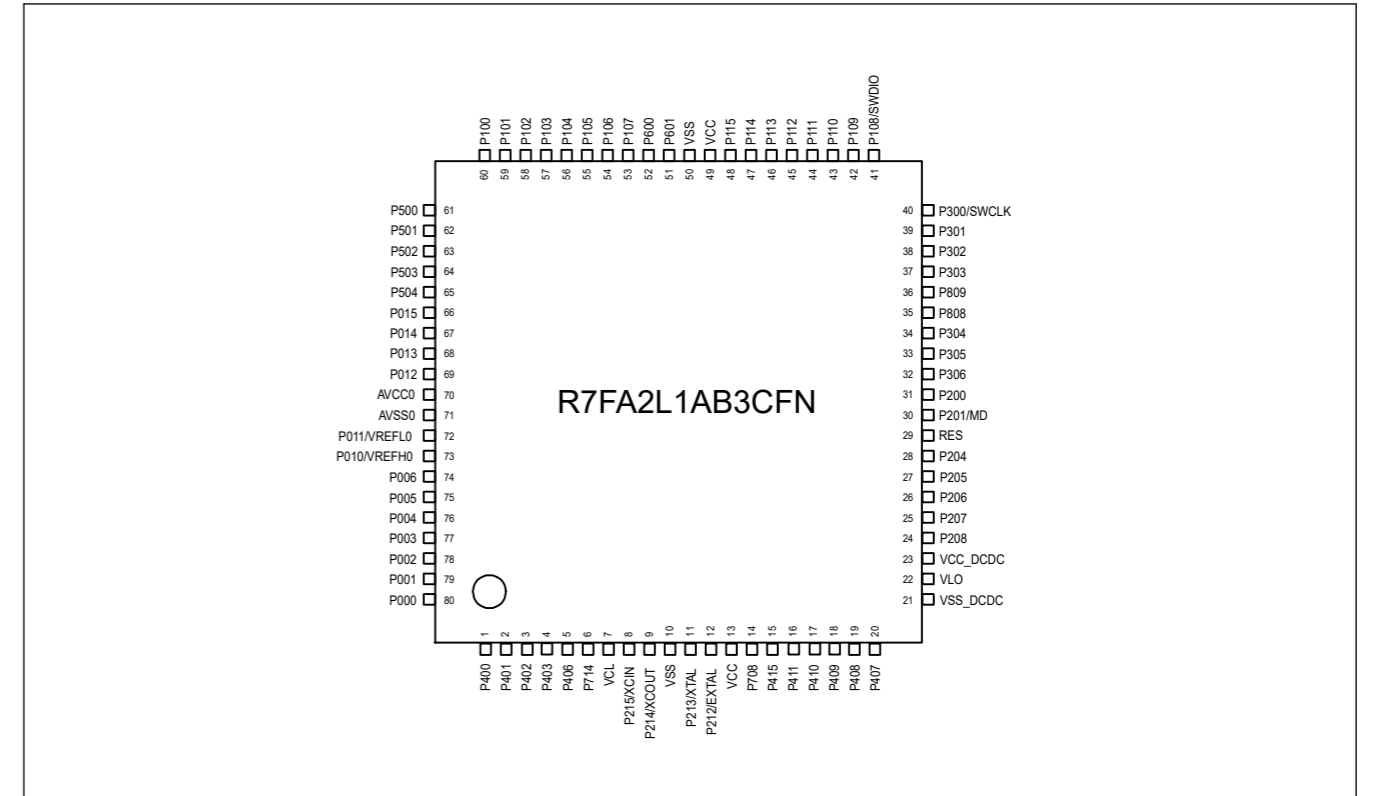 P100
P101
P102
P103
P104
P105
P106
P107
P600
P601
VSS
VCC
P115
P114
P113
P112
P111
P110
P109
P108/SWDIO
60
59
58
57
56
55
54
53
52
51
50
49
48
47
46
45
44
43
42
41
P500 61
P501 62
P502 63
P503 64
P504 65
P015 66
P014 67
P013 68
P012 69
AVCC0 70
AVSS0 71
P011/VREFL0 72
P010/VREFH0 73
P006 74
P005 75
P004 76
P003 77
P002 78
P001 79
P000 80
R7FA2L1AB3CFN
40 P300/SWCLK
39 P301
38 P302
37 P303
36 P809
35 P808
34 P304
33 P305
32 P306
31 P200
30 P201/MD
29 RES
28 P204
27 P205
26 P206
25 P207
24 P208
23 VCC_DCDC
22 VLO
21 VSS_DCDC
1
2
3
4
5
6
7
8
9
10
11
12
13
14
15
16
17
18
19
20
P400
P401
P402
P403
P406
P714
VCL
P215/XCIN
P214/XCOUT
VSS
P213/XTAL
P212/EXTAL
VCC
P708
P415
P411
P410
P409
P408
P407